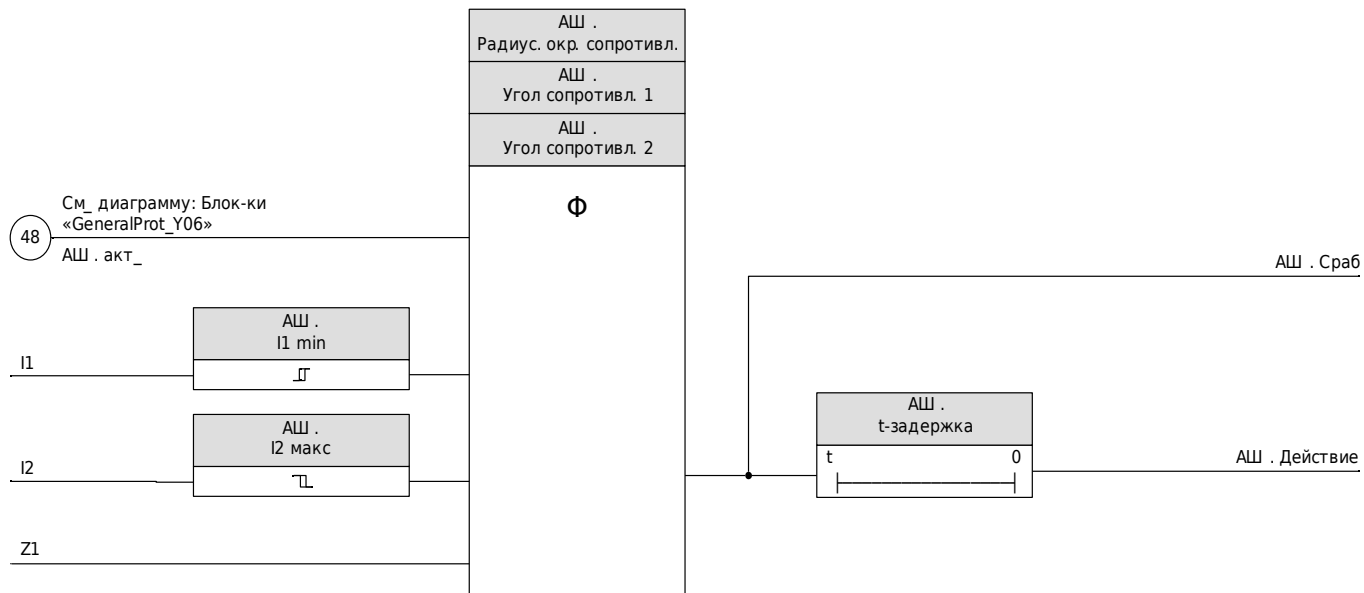 АШ .
Радиус. окр. сопротивл.
АШ .
Угол сопротивл. 1
АШ .
Угол сопротивл. 2
Φ
См_ диаграмму: Блок-ки
«GeneralProt_Y06»
48
АШ . акт_
АШ . Сраб
АШ .
I1 min
I1
АШ .
t-задержка
t 0
АШ .
I2 макс
I2
АШ . Действие
Z1